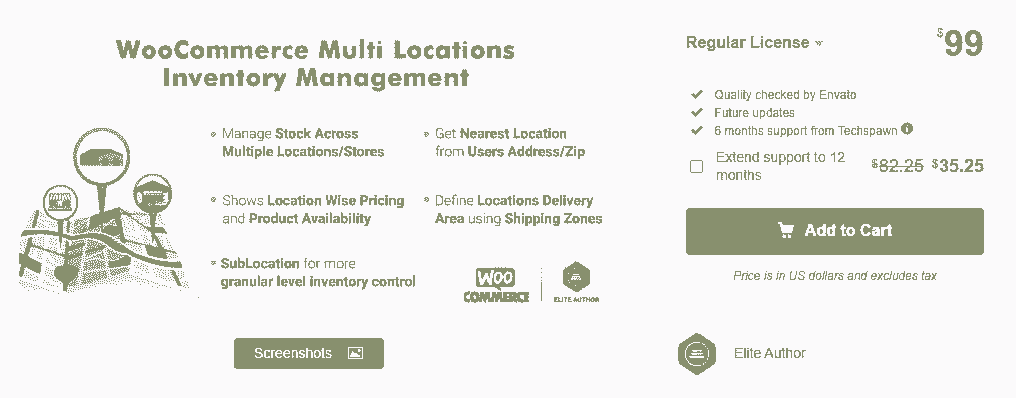 WooCommerce Multi Locations
Inventory Management
Manage Stock Across
Multiple Locations/Stores
Get Nearest Location
from Users Address/Zip
Shows Location Wise Pricing
and Product Availability
Define Locations Delivery
Area using Shipping Zones
SubLocation for more
granular level inventory control
WOO
COMMERCE
ELITE AUTHOR
Screenshots
Regular License
$99
Quality checked by Envato
Future updates
6 months support from Techspawn
Extend support to 12
months
$82.25 $35.25
Add to Cart
Price is in US dollars and excludes tax
Elite Author